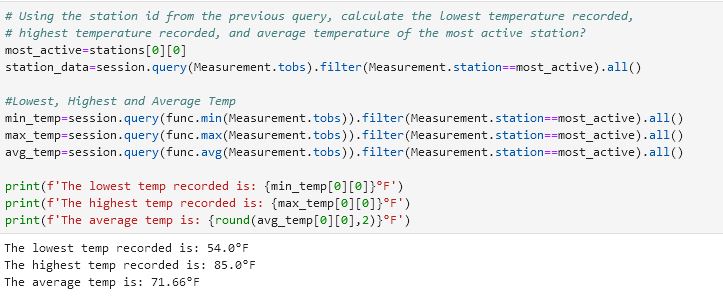 # Using the station id from the previous query, calculate the lowest temperature recorded,
# highest temperature recorded, and average temperature of the most active station?
most_active=stations[0][0]
station_data=session.query(Measurement.tobs).filter(Measurement.station==most_active).all()
#Lowest, Highest and Average Temp
min_temp=session.query(func.min(Measurement.tobs)).filter(Measurement.station==most_active).all()
max_temp=session.query(func.max(Measurement.tobs)).filter(Measurement.station==most_active).all()
avg_temp=session.query(func.avg(Measurement.tobs)).filter(Measurement.station==most_active).all()
print(f'The lowest temp recorded is: {min_temp[0][0]}°F')
print(f'The highest temp recorded is: {max_temp[0][0]}°F')
print(f'The average temp is: {round(avg_temp[0][0],2)}°F')
The lowest temp recorded is: 54.0°F
The highest temp recorded is: 85.0°F
The average temp is: 71.66°F